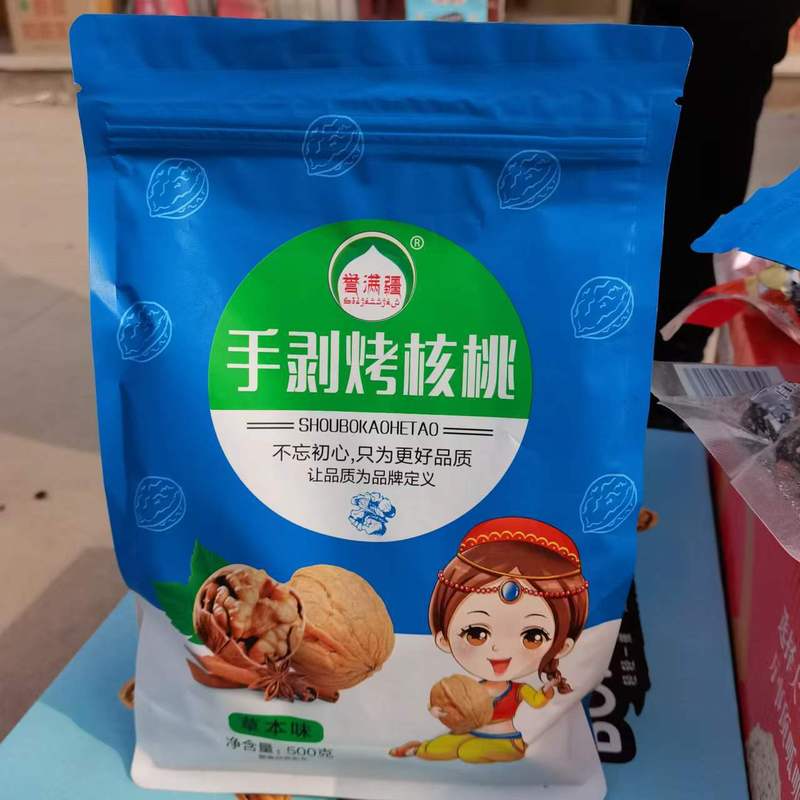 誉满疆
®
手剥烤核桃
SHOUBOKAOHETAO
不忘初心,只为更好品质
让品质为品牌定义
草本味
净含量:500克